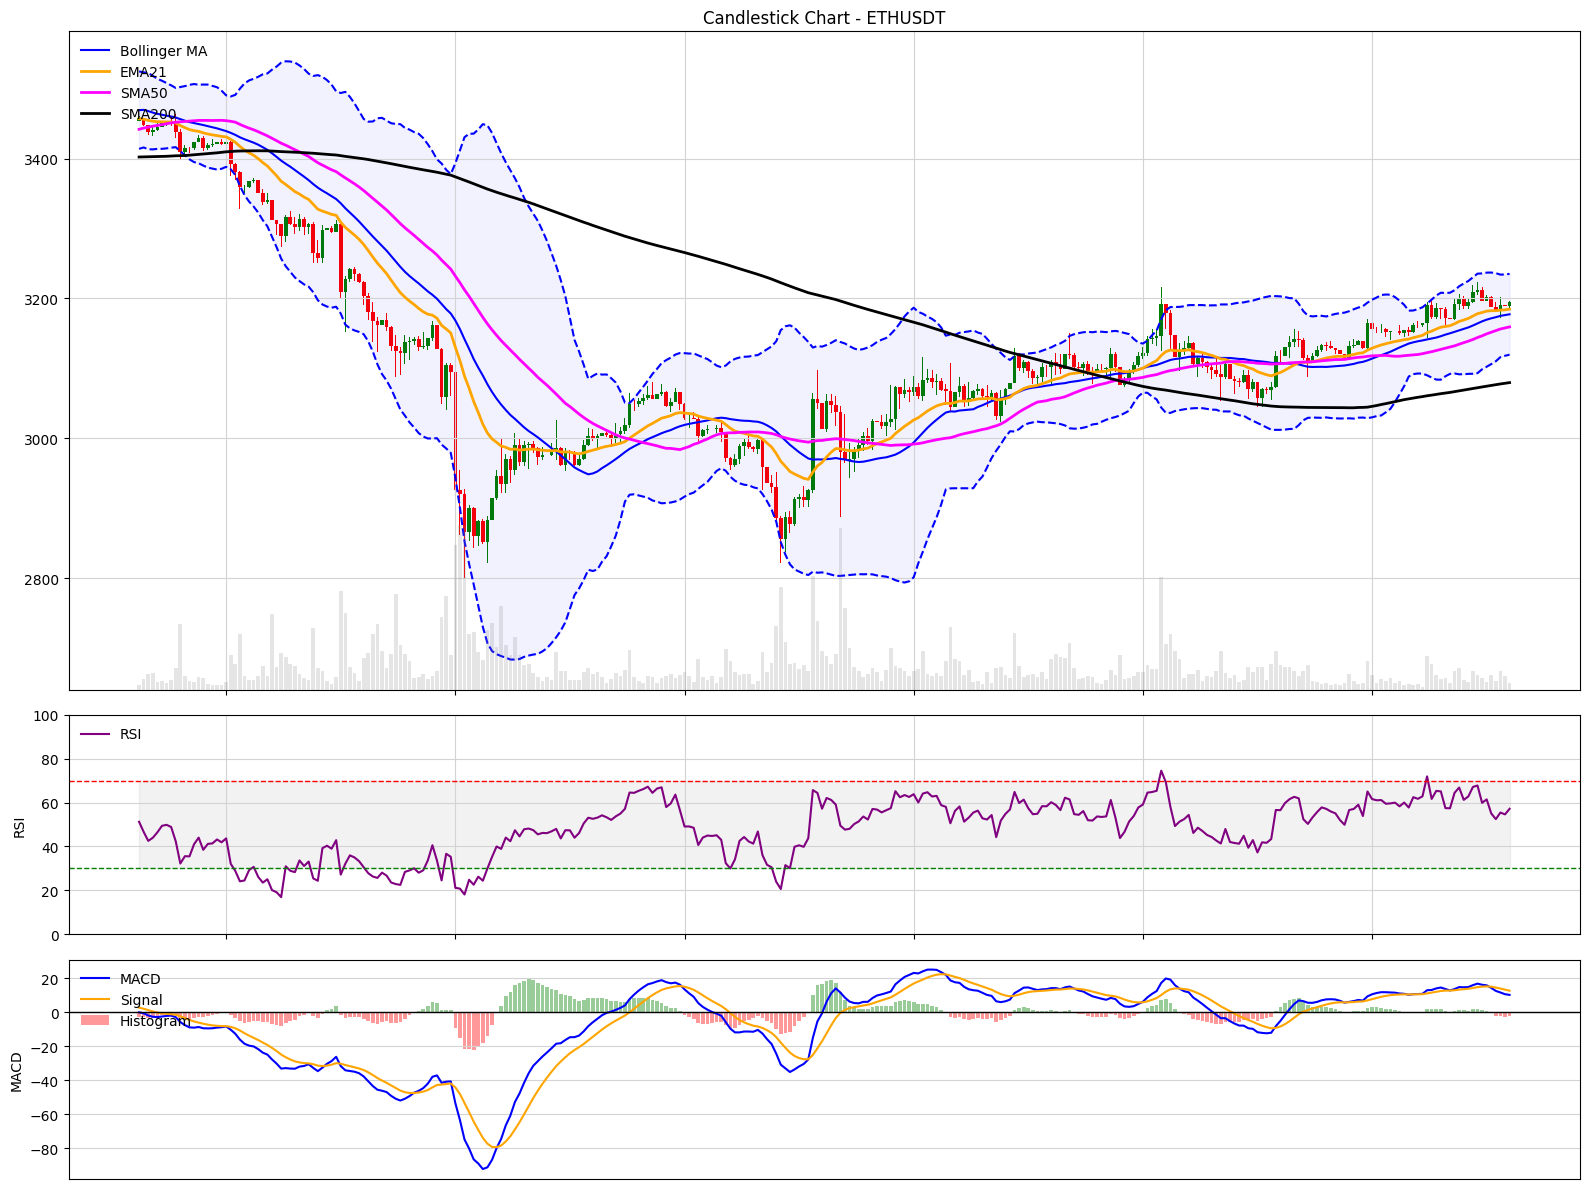 Candlestick Chart - ETHUSDT
Bollinger MA
EMA21
SMA50
SMA200
3400
3200
3000
2800
RSI
100
80
60
40
20
0
RSI
MACD
Signal
Histogram
20
0
−20
−40
−60
−80
MACD